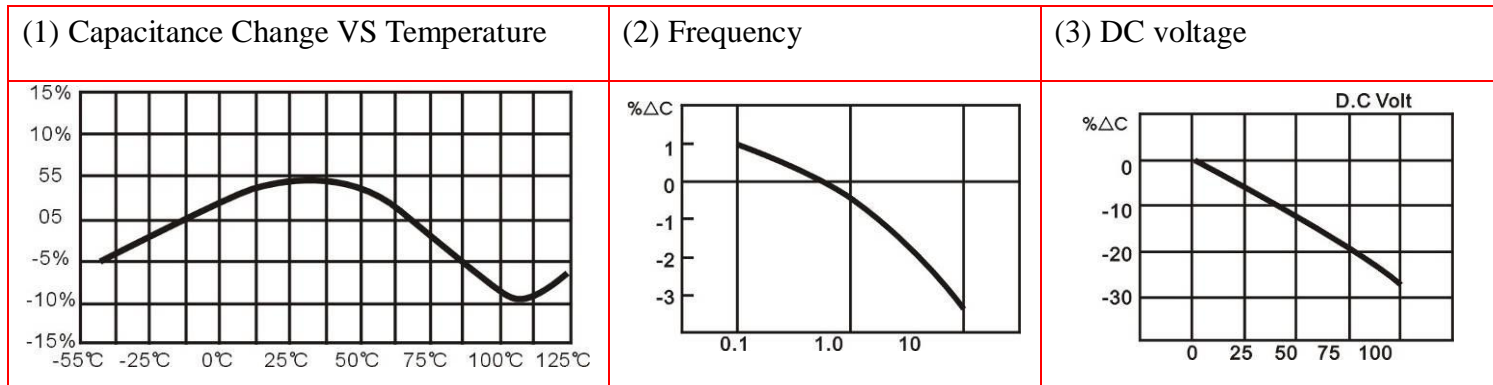 (1) Capacitance Change VS Temperature
(2) Frequency
(3) DC voltage
15%
10%
55
05
-5%
-10%
-15%
-55℃ -25℃ 0℃ 25℃ 50℃ 75℃ 100℃ 125℃
%△C
1
0
-1
-2
-3
0.1 1.0 10
D.C Volt
%△C
0
-10
-20
-30
0 25 50 75 100